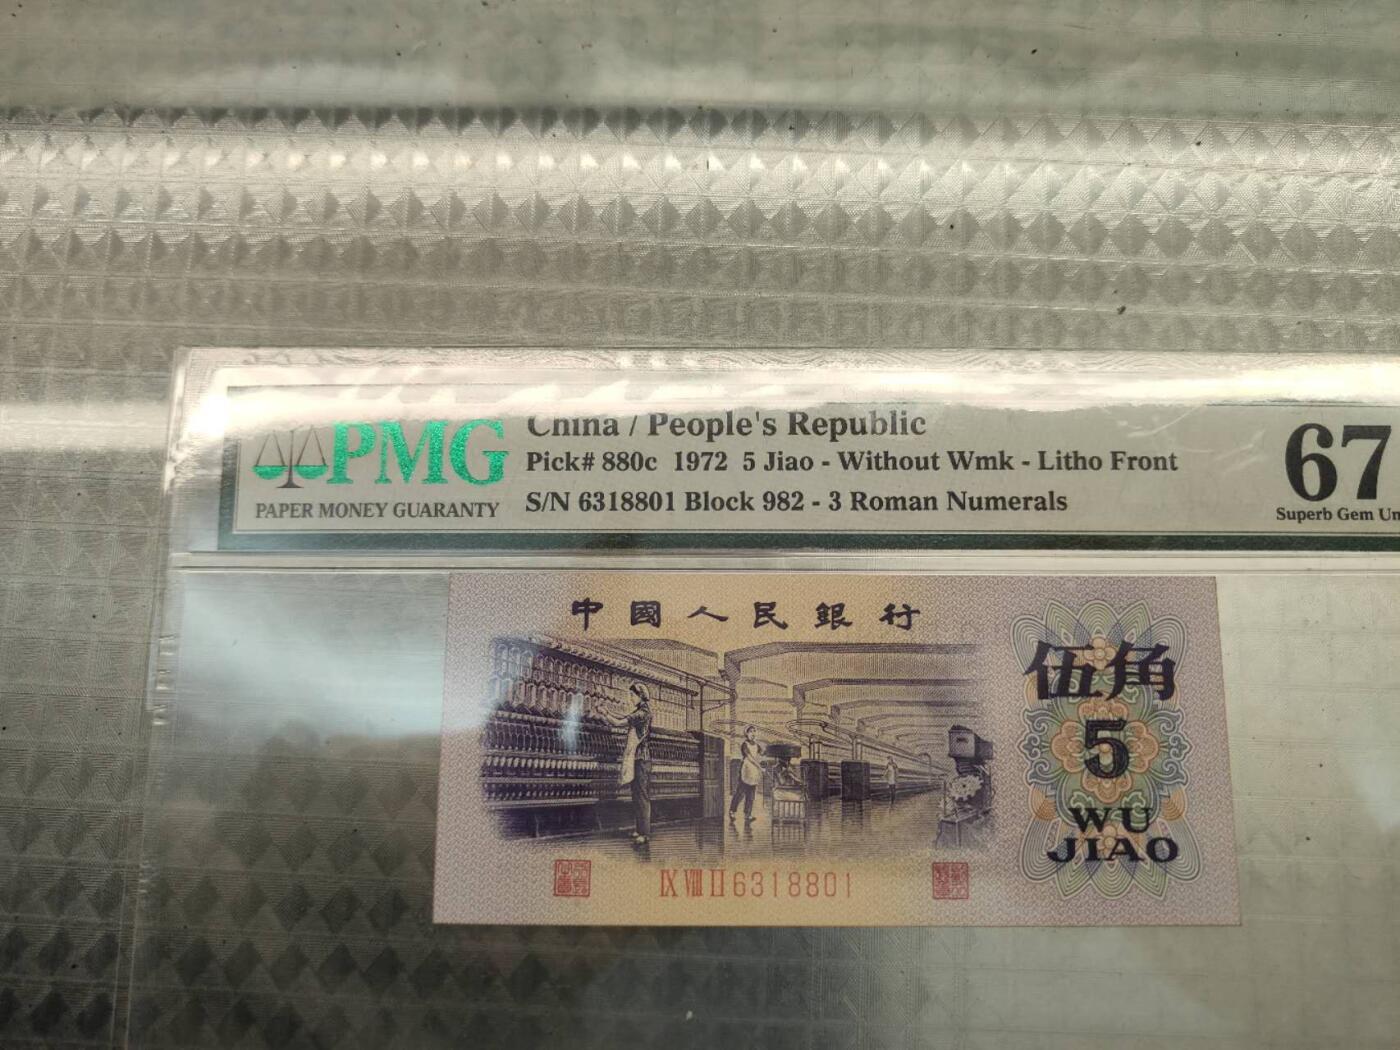 PMG
PAPER MONEY GUARANTY
China / People's Republic
Pick# 880c 1972 5 Jiao - Without Wmk - Litho Front
S/N 6318801 Block 982 - 3 Roman Numerals
67
Superb Gem Un
中國人民銀行
伍角
5
WU
JIAO
IX VIII II 6318801